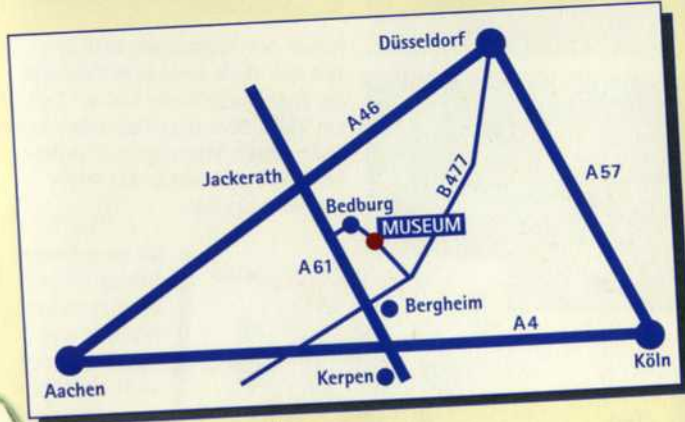 Düsseldorf
A46
Jackerath
B477
A57
Bedburg
MUSEUM
A61
Bergheim
A4
Aachen
Kerpen
Köln